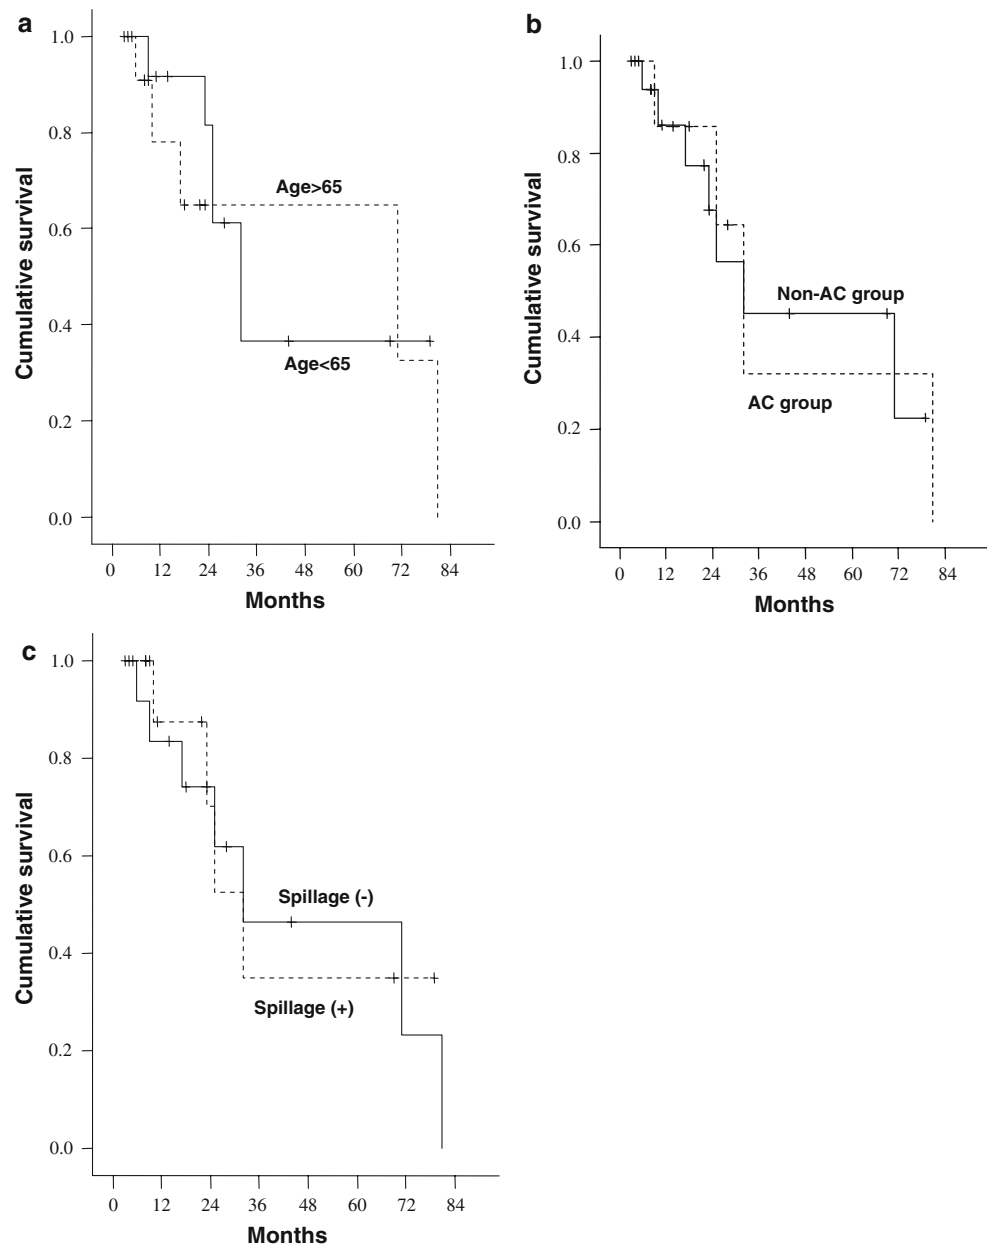 a
1.0
0.8
0.6
0.4
0.2
0.0
Cumulative survival
Age>65
Age<65
0 12 24 36 48 60 72 84
Months
b
1.0
0.8
0.6
0.4
0.2
0.0
Cumulative survival
Non-AC group
AC group
0 12 24 36 48 60 72 84
Months
c
1.0
0.8
0.6
0.4
0.2
0.0
Cumulative survival
Spillage (-)
Spillage (+)
0 12 24 36 48 60 72 84
Months